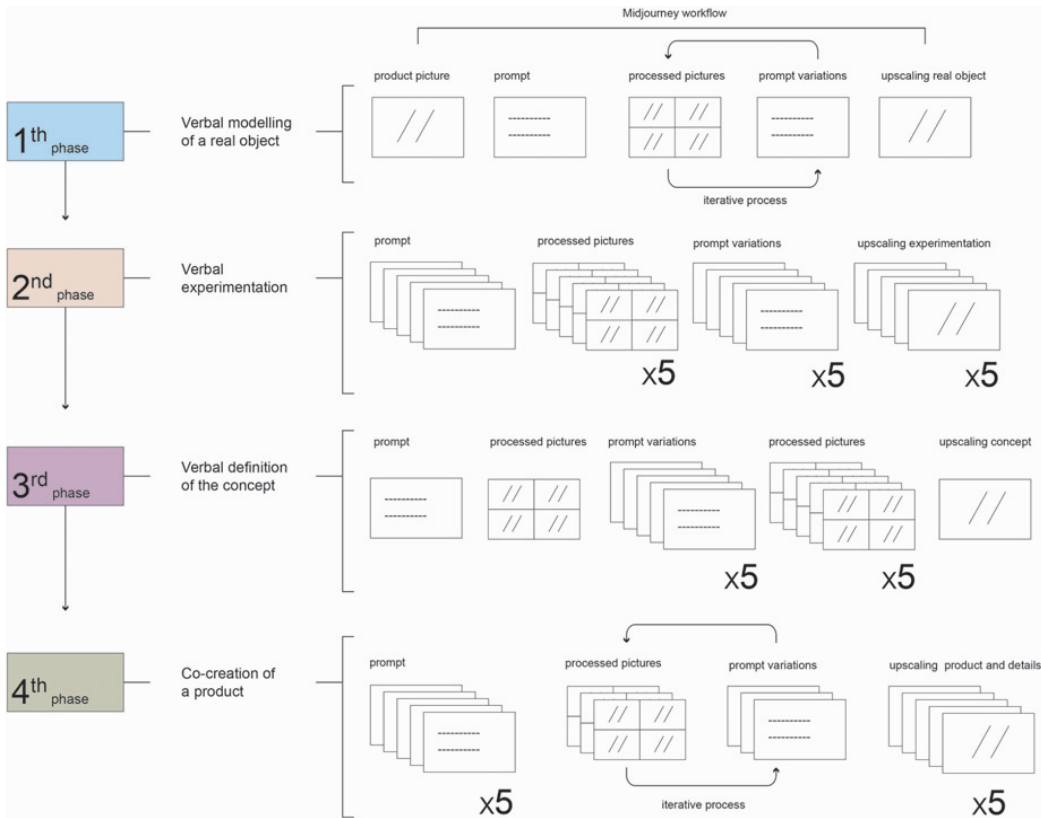 Midjourney workflow
product picture
prompt
processed pictures
prompt variations
upscaling real object
1th phase
Verbal modelling
of a real object
iterative process
prompt
processed pictures
prompt variations
upscaling experimentation
2nd phase
Verbal
experimentation
x5
x5
x5
prompt
processed pictures
prompt variations
processed pictures
upscaling concept
3rd phase
Verbal definition
of the concept
x5
x5
prompt
processed pictures
prompt variations
upscaling product and details
4th phase
Co-creation of
a product
x5
iterative process
x5